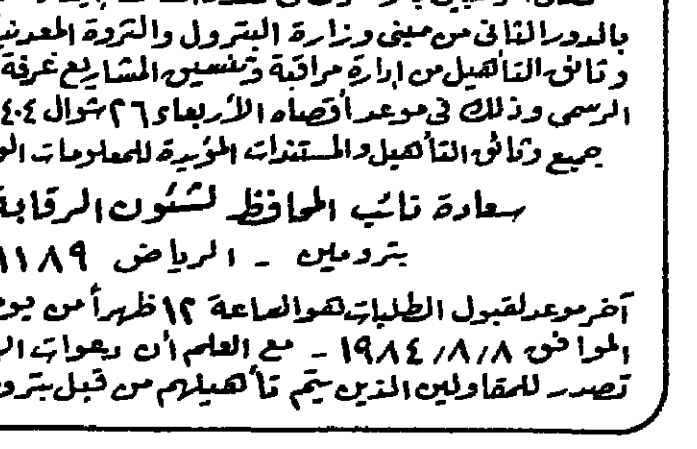 بالدور الثاني من مبنى وزارة البترول والثروة المعدنية
وثائق التأهيل من إدارة مراقبة وتنسيق المشاريع غرفة
الرسمي وذلك في موعد أقصاه الأربعاء ٢٦ شوال ١٤٠٤
جميع وثائق التأهيل والمستندات المؤيدة للمعلومات
سعادة نائب المحافظ لشئون الرقابة
بترومين - الرياض ١١١٨٩
آخر موعد لقبول الطلبات هو الساعة ١٢ ظهراً من يوم
الموافق ١٩٨٤/٨/٨ - مع العلم أن دعوات
تصدر للمقاولين الذين يتم تأهيلهم من قبل بترو